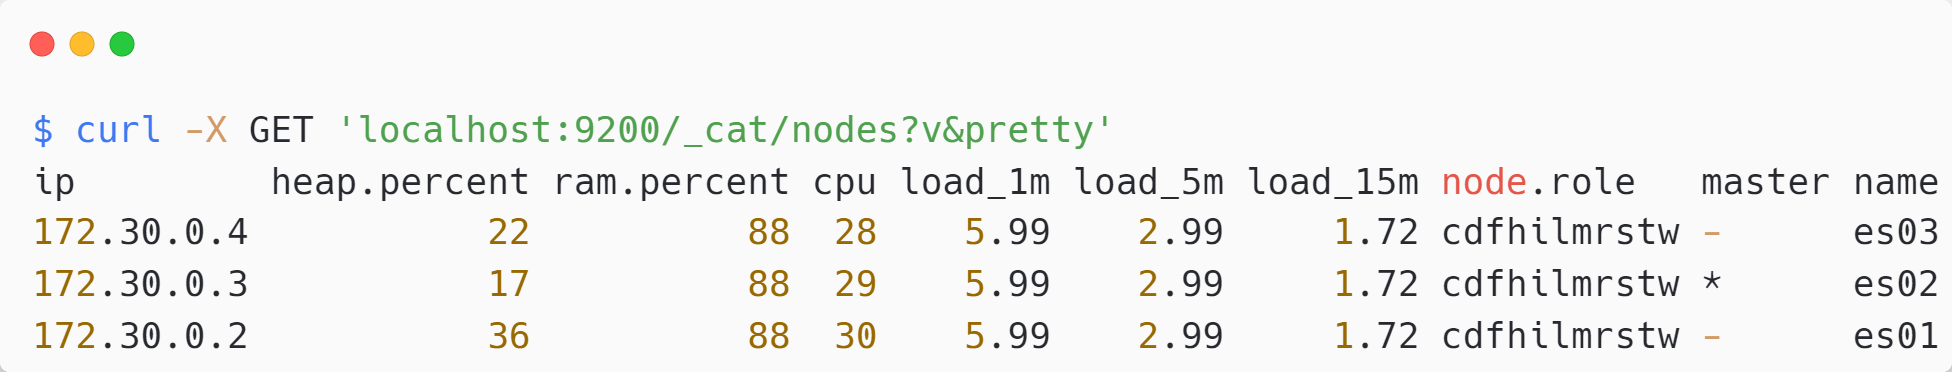 $ curl -X GET 'localhost:9200/_cat/nodes?v&pretty'
ip         heap.percent ram.percent cpu load_1m load_5m load_15m node.role   master name
172.30.0.4           22          88  28    5.99    2.99     1.72 cdfhilmrstw -      es03
172.30.0.3           17          88  29    5.99    2.99     1.72 cdfhilmrstw *      es02
172.30.0.2           36          88  30    5.99    2.99     1.72 cdfhilmrstw -      es01